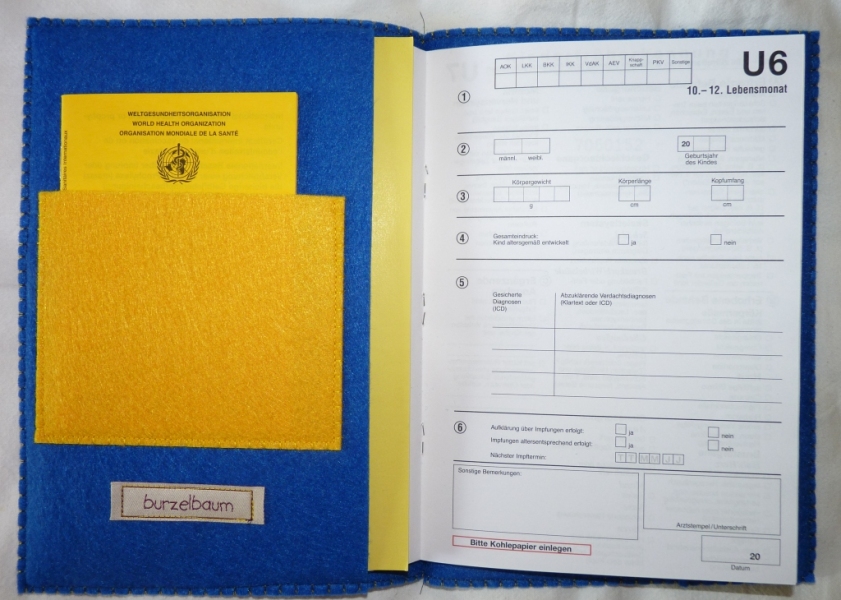 WELTGESUNDHEITSORGANISATION
WORLD HEALTH ORGANIZATION
ORGANISATION MONDIALE DE LA SANTÉ
burzelbaum
AOK LKK BKK IKK VdAK AEV Knapp-schaft PKV Sonstige
U6
10.– 12. Lebensmonat
1
2
männl. weibl.
20
Geburtsjahr
des Kindes
3
Körpergewicht Körperlänge Kopfumfang
g cm cm
4
Gesamteindruck:
Kind altersgemäß entwickelt ja nein
5
Gesicherte Abzuklärende Verdachtsdiagnosen
Diagnosen (Klartext oder ICD)
(ICD)
6
Aufklärung über Impfungen erfolgt: ja nein
Impfungen altersentsprechend erfolgt: ja nein
Nächster Impftermin: T T M M J J
Sonstige Bemerkungen:
Arztstempel/Unterschrift
Bitte Kohlepapier einlegen
20
Datum